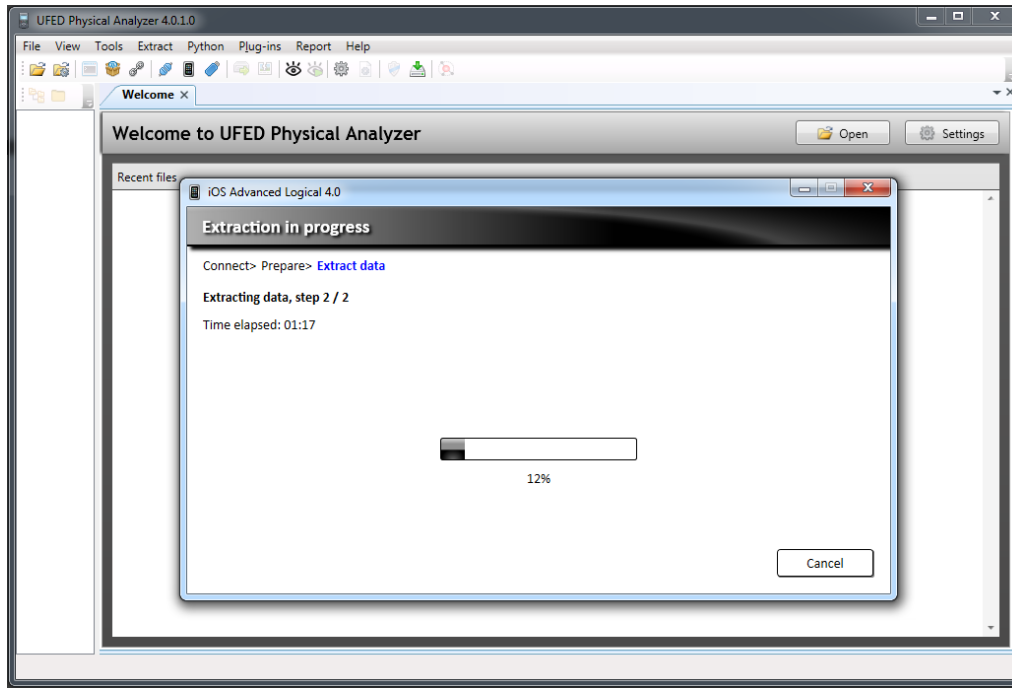 UFED Physical Analyzer 4.0.1.0
File View Tools Extract Python Plug-ins Report Help
Welcome
Welcome to UFED Physical Analyzer
Open
Settings
Recent files
iOS Advanced Logical 4.0
Extraction in progress
Connect> Prepare> Extract data
Extracting data, step 2 / 2
Time elapsed: 01:17
12%
Cancel